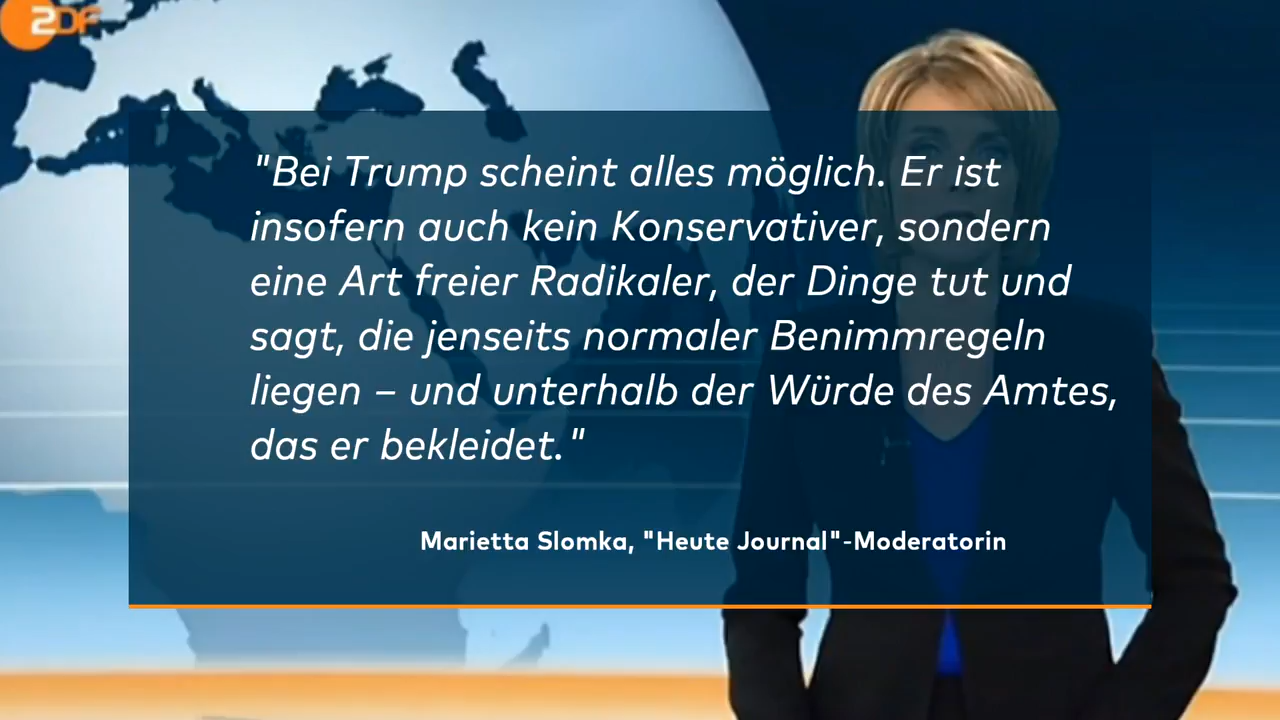 ZDF
"Bei Trump scheint alles möglich. Er ist
insofern auch kein Konservativer, sondern
eine Art freier Radikaler, der Dinge tut und
sagt, die jenseits normaler Benimmregeln
liegen – und unterhalb der Würde des Amtes,
das er bekleidet."
Marietta Slomka, "Heute Journal"-Moderatorin